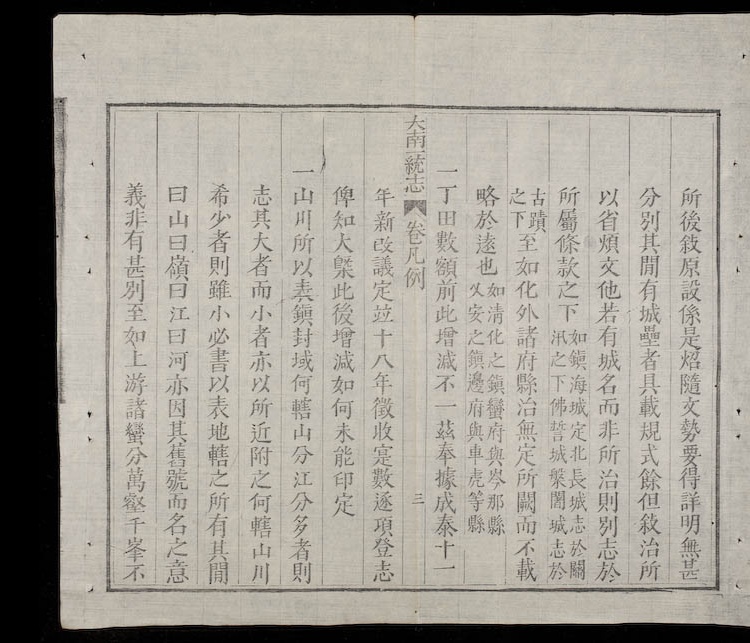 所後敘原設係是炤隨文勢要得詳明無甚
分別其閒有城壘者具載規式餘但敘治所
以省煩文他若有城名而非所治則別志於
所屬條款之下
如鎮海城定北長城志於關
汛之下佛誓城槃闍城志於
古蹟
之下
至如化外諸府縣治無定所闕而不載
略於遠也
如清化之鎮蠻府與岑那縣
乂安之鎮邊府與車虎等縣
一丁田數額前此增減不一茲奉據成泰十一
大南一統志 卷凡例 三
年新改議定竝十八年徵收寔數逐項登志
俾知大槩此後增減如何未能印定
一山川所以表鎮封域何轄山分江分多者則
志其大者而小者亦以所近附之何轄山川
希少者則雖小必書以表地轄之所有其閒
曰山曰嶺曰江曰河亦因其舊號而名之意
義非有甚別至如上游諸蠻分萬壑千峯不